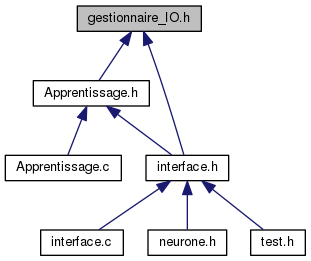 gestionnaire_IO.h
Apprentissage.h
Apprentissage.c
interface.h
interface.c
neurone.h
test.h